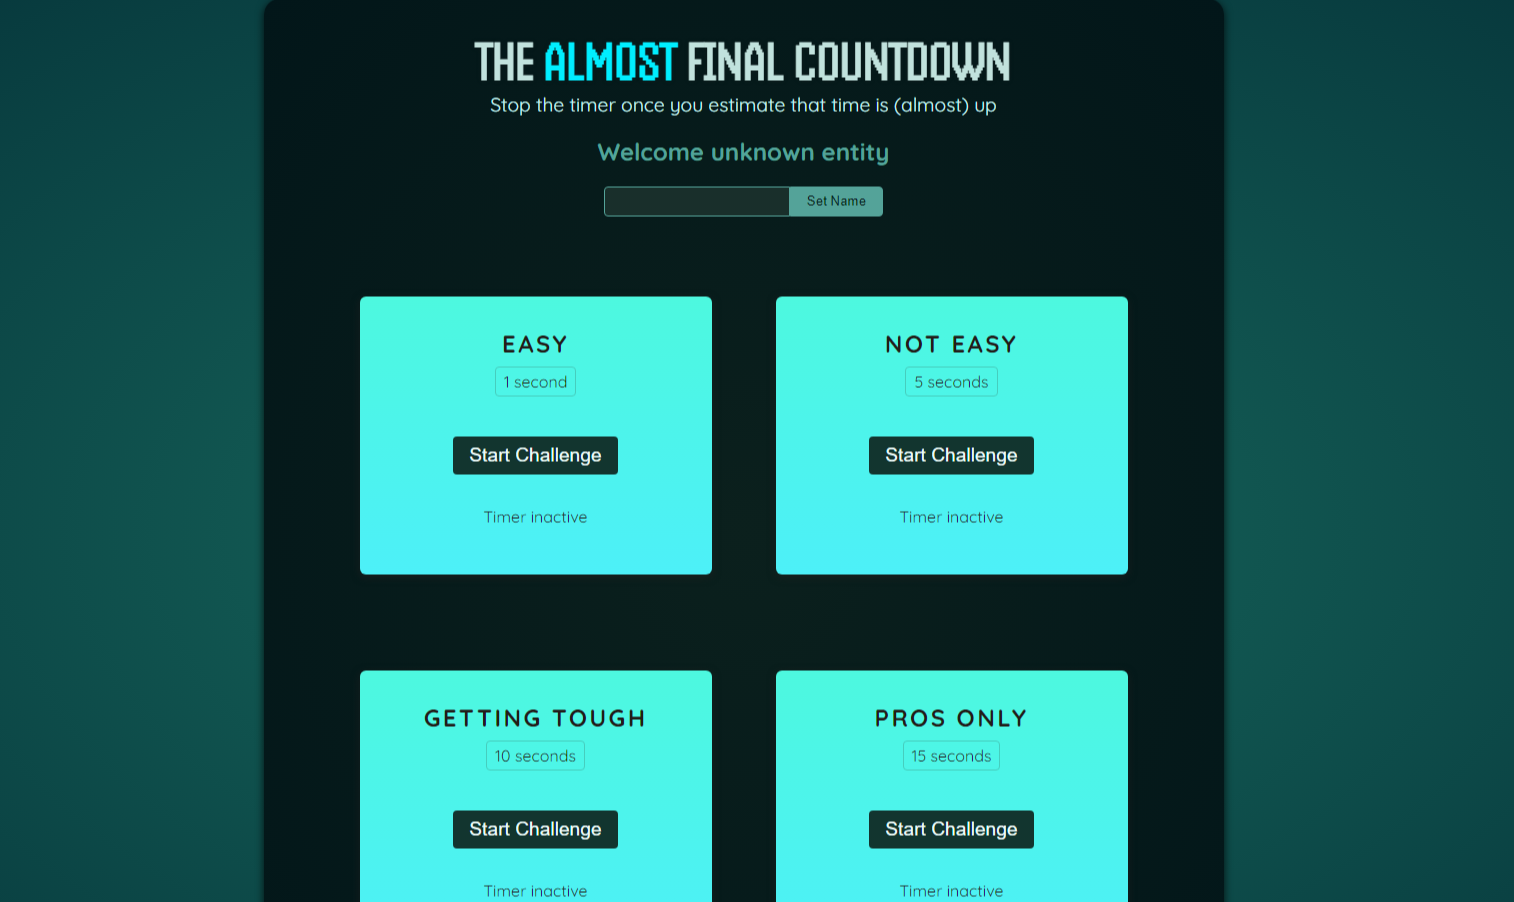 THE ALMOST FINAL COUNTDOWN
Stop the timer once you estimate that time is (almost) up
Welcome unknown entity
Set Name
EASY
1 second
Start Challenge
Timer inactive
NOT EASY
5 seconds
Start Challenge
Timer inactive
GETTING TOUGH
10 seconds
Start Challenge
Timer inactive
PROS ONLY
15 seconds
Start Challenge
Timer inactive